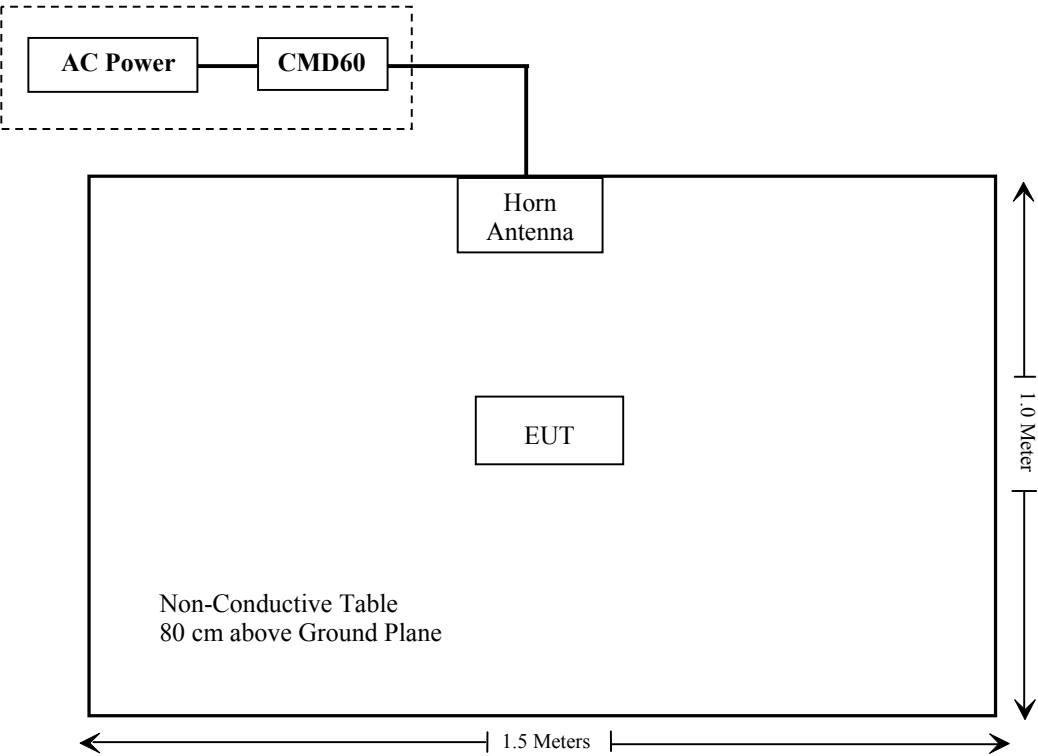 AC Power
CMD60
Horn
Antenna
EUT
1.0 Meter
Non-Conductive Table
80 cm above Ground Plane
1.5 Meters